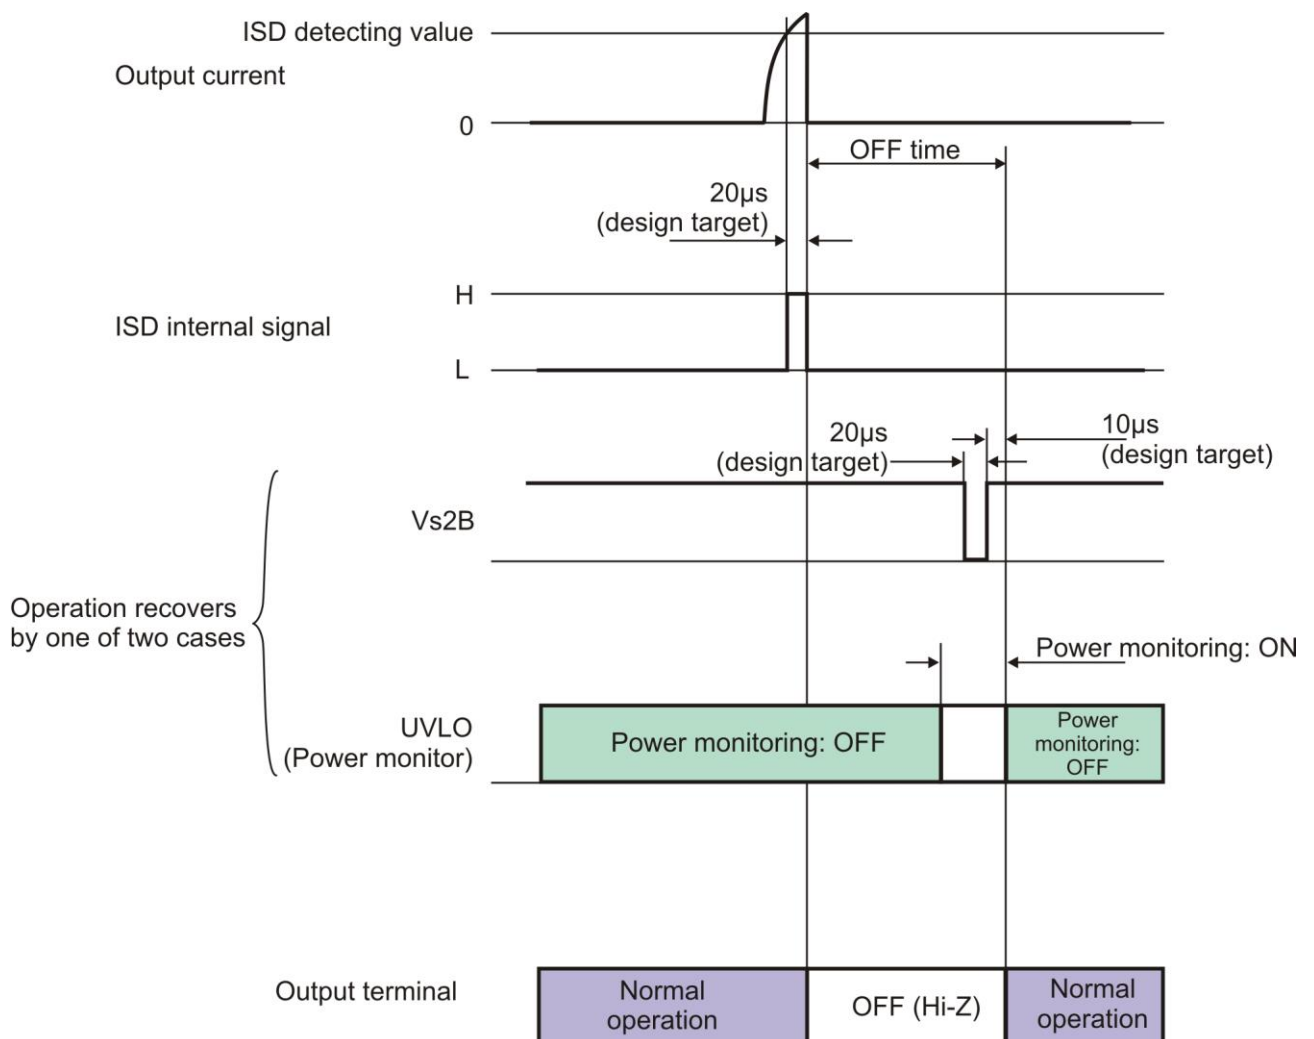 ISD detecting value
Output current
0
OFF time
20μs
(design target)
H
ISD internal signal
L
20μs
(design target)
10μs
(design target)
Vs2B
Operation recovers
by one of two cases
Power monitoring: ON
UVLO
(Power monitor)
Power monitoring: OFF
Power
monitoring:
OFF
Output terminal
Normal
operation
OFF (Hi-Z)
Normal
operation